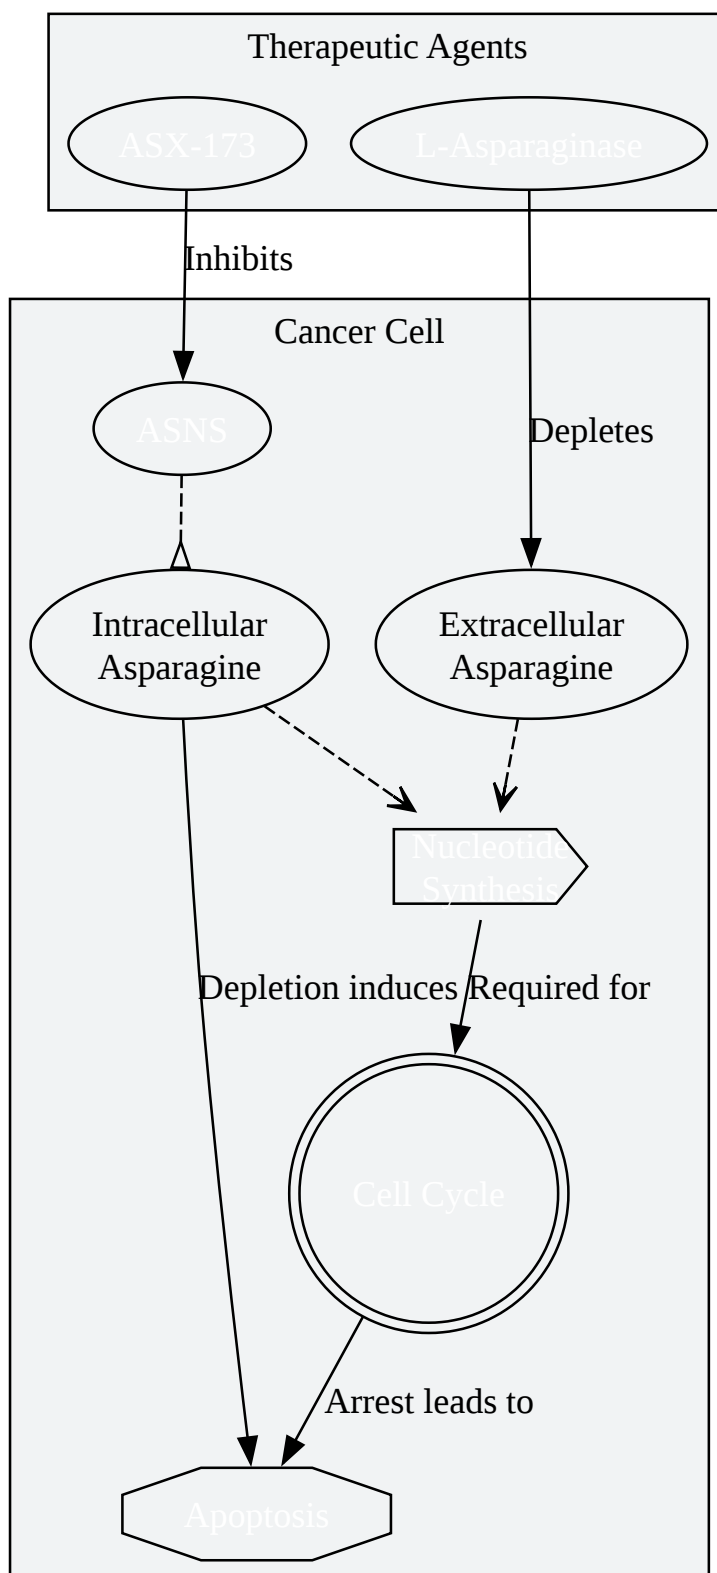 Therapeutic Agents
ASX-173
L-Asparaginase
Inhibits
Cancer Cell
ASNS
Depletes
Intracellular
Asparagine
Extracellular
Asparagine
Nucleotide
Synthesis
Depletion induces
Required for
Cell Cycle
Arrest leads to
Apoptosis